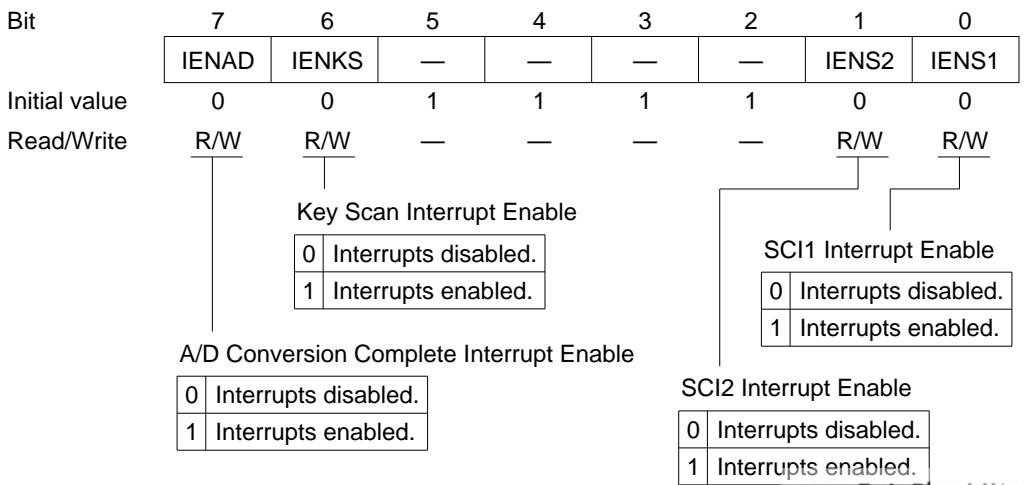 Bit 7 6 5 4 3 2 1 0
IENAD IENKS — — — — IENS2 IENS1
Initial value 0 0 1 1 1 1 0 0
Read/Write R/W R/W — — — — R/W R/W
Key Scan Interrupt Enable
0 Interrupts disabled.
1 Interrupts enabled.
SCI1 Interrupt Enable
0 Interrupts disabled.
1 Interrupts enabled.
A/D Conversion Complete Interrupt Enable
0 Interrupts disabled.
1 Interrupts enabled.
SCI2 Interrupt Enable
0 Interrupts disabled.
1 Interrupts enabled.